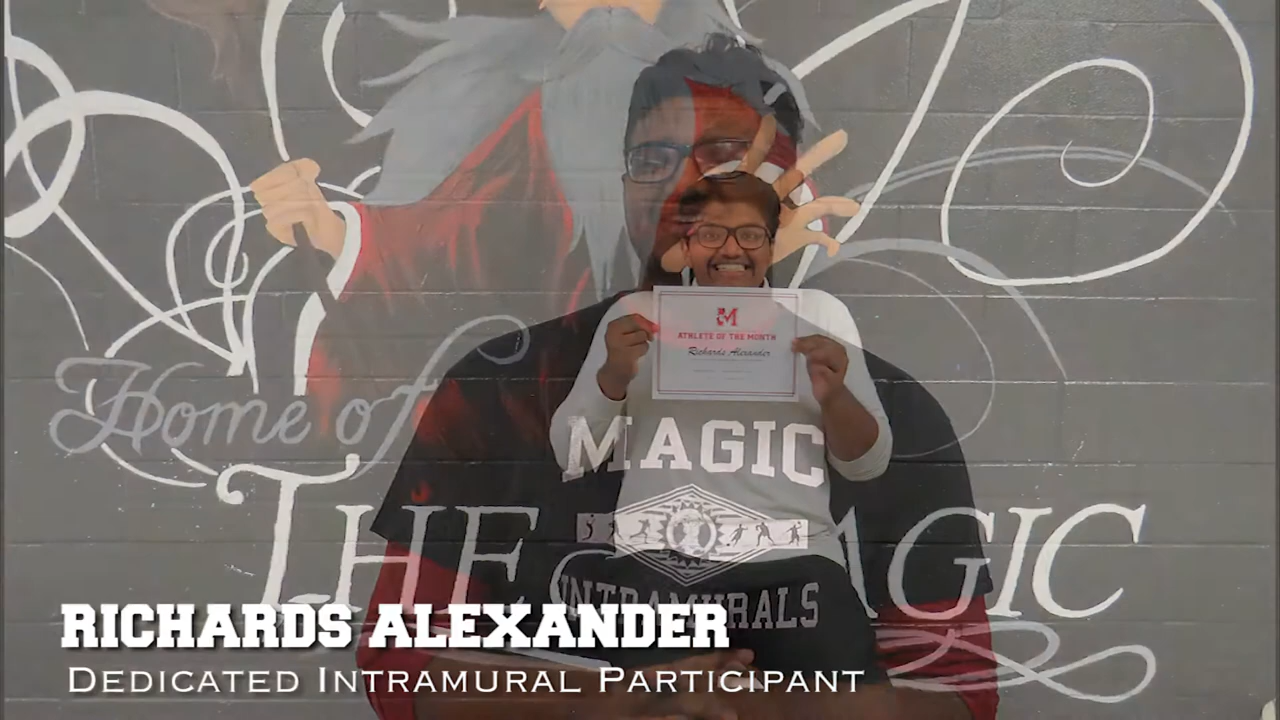 Home of
THE MAGIC
M
ATHLETE OF THE MONTH
Richards Alexander
MAGIC
INTRAMURALS
RICHARDS ALEXANDER
DEDICATED INTRAMURAL PARTICIPANT